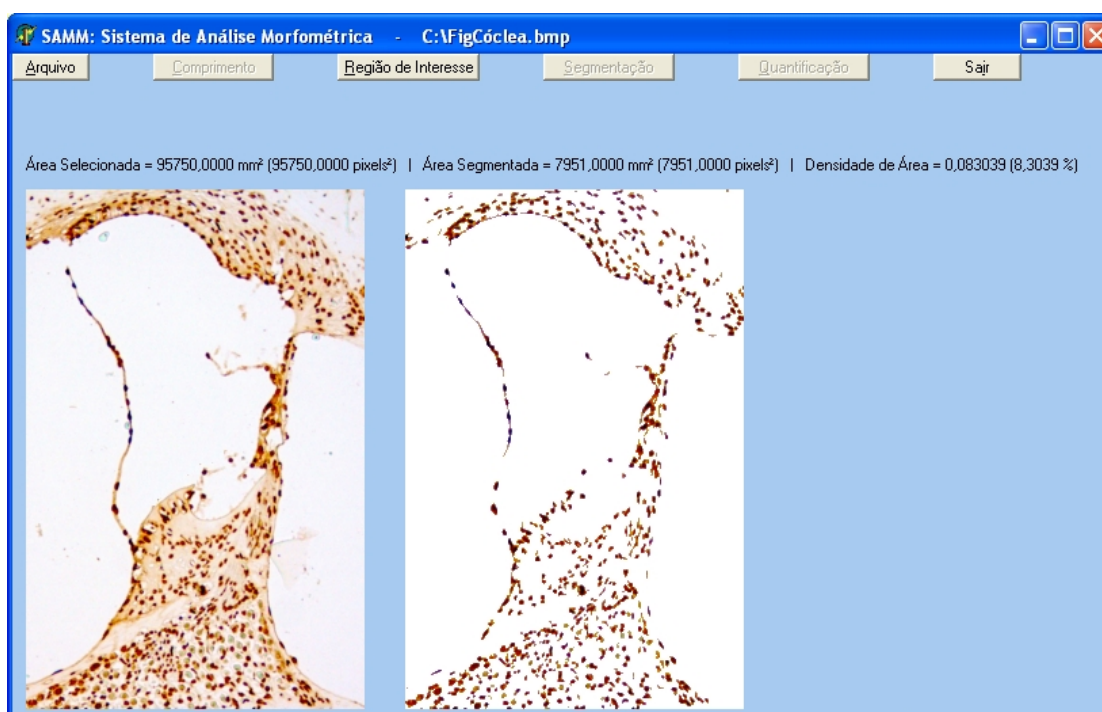 SAMM: Sistema de Análise Morfométrica - C:\FigCóclea.bmp
Arquivo Comprimento Região de Interesse Segmentação Quantificação Sair
Área Selecionada = 95750,0000 mm² (95750,0000 pixels²) | Área Segmentada = 7951,0000 mm² (7951,0000 pixels²) | Densidade de Área = 0,083039 (8,3039 %)